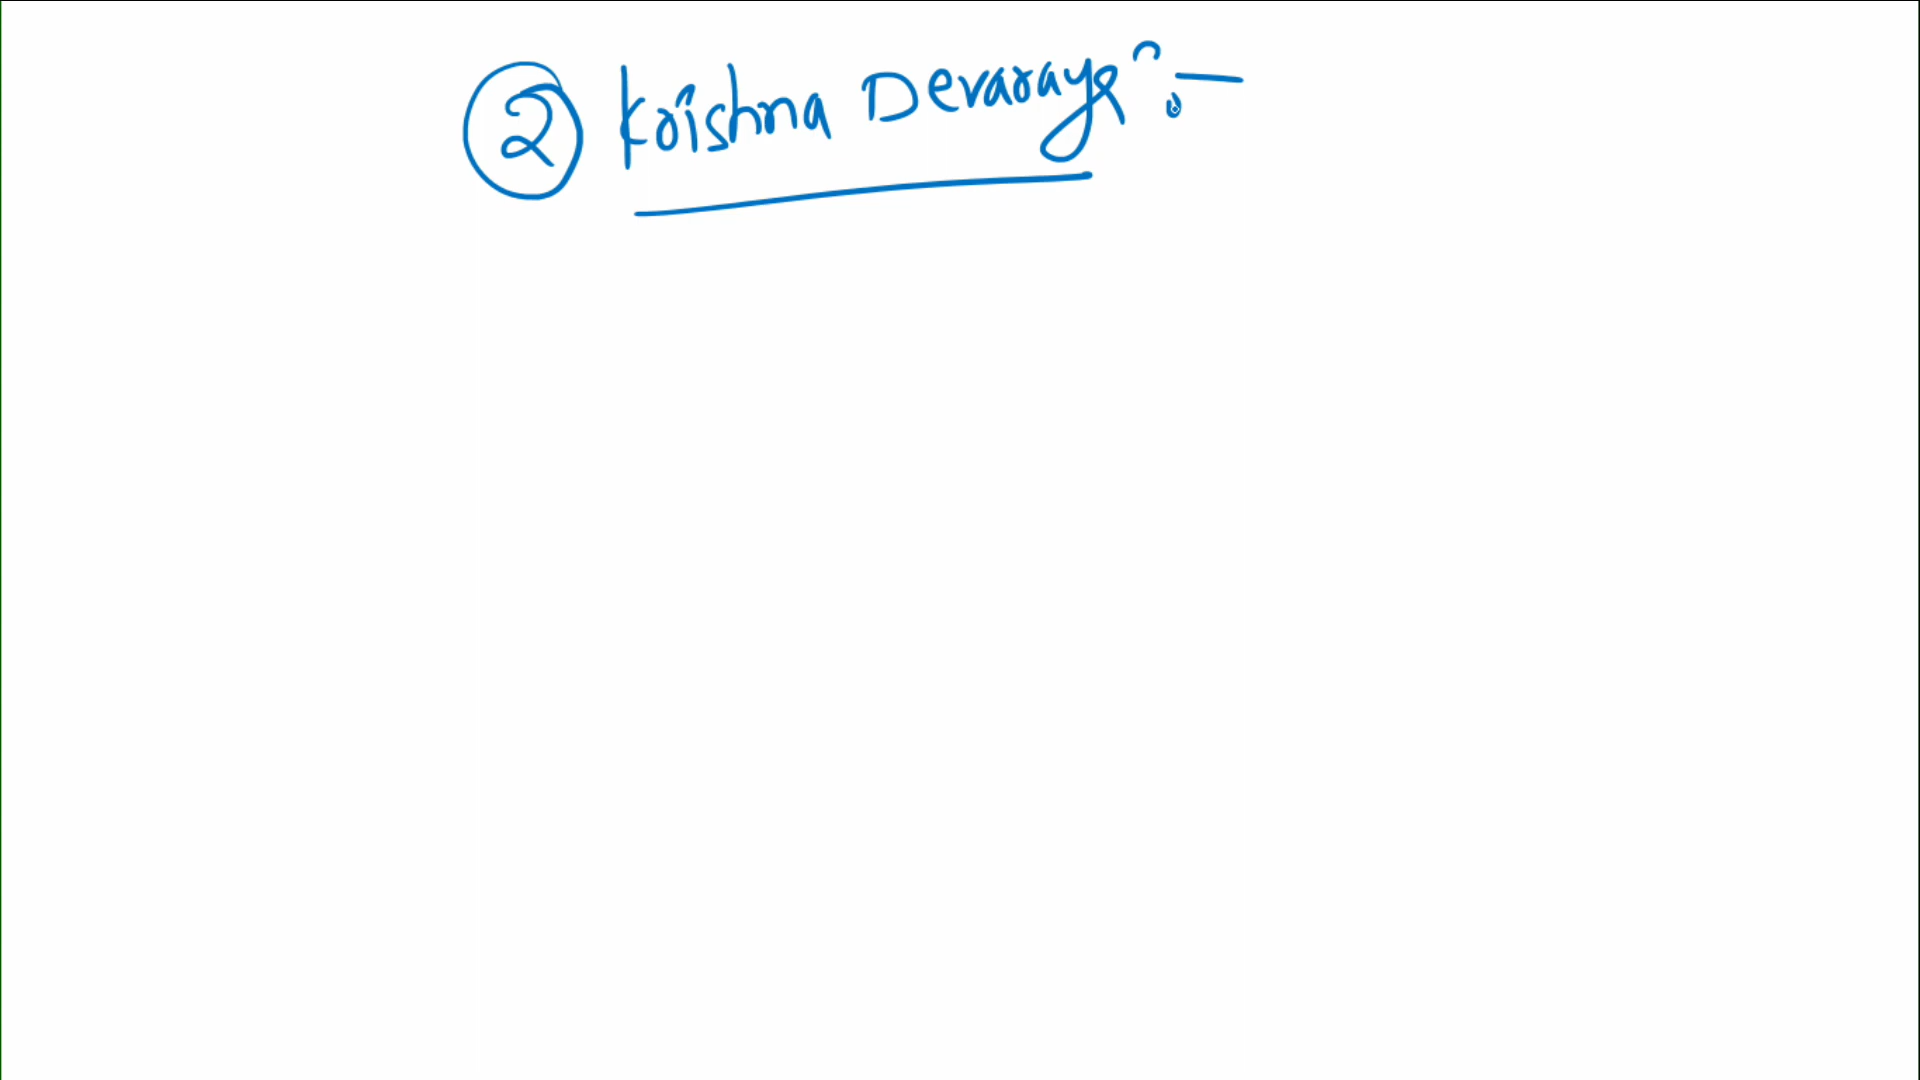 ② Krishna Devaraya :-